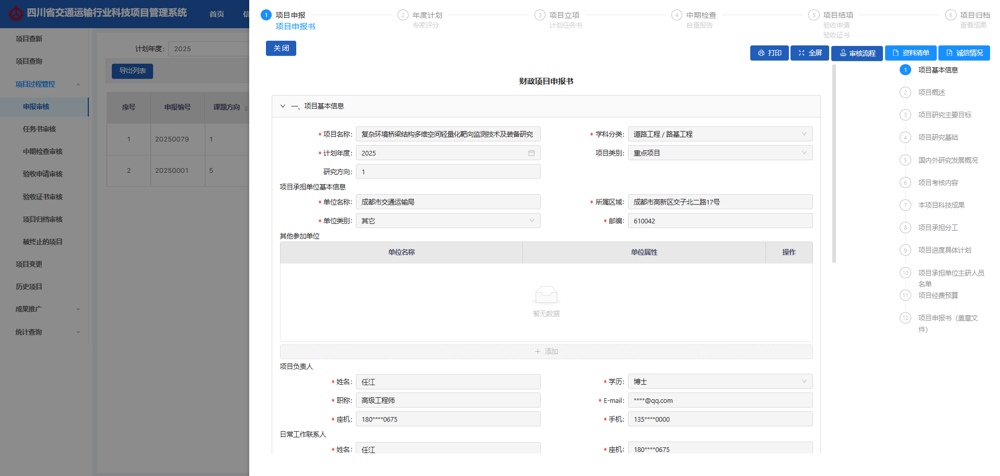 四川省交通运输行业科技项目管理系统
首页
信
项目查新
项目查询
项目过程管控
申报审核
任务书审核
中期检查审核
验收申请审核
验收证书审核
项目归档审核
被终止的项目
项目变更
历史项目
成果推广
统计查询
计划年度: 2025
导出列表
序号 申报编号 课题方向
1 20250079 1
2 20250001 5
1 项目申报
项目申报书
2 年度计划
专家评分
3 项目立项
计划任务书
4 中期检查
自查报告
5 项目结项
验收申请
验收证书
6 项目归档
查看成果
关 闭
打印 全屏 审核流程 资料清单 诚信情况
财政项目申报书
一、项目基本信息
* 项目名称: 复杂环境桥梁结构多维空间轻量化靶向监测技术及装备研究
* 学科分类: 道路工程 / 路基工程
* 计划年度: 2025
项目类别: 重点项目
研究方向: 1
项目承担单位基本信息
* 单位名称: 成都市交通运输局
* 所属区域: 成都市高新区交子北二路17号
* 单位类别: 其它
* 邮编: 610042
其他参加单位
单位名称 单位属性 操作
暂无数据
+ 添加
项目负责人
* 姓名: 任江
* 学历: 博士
* 职称: 高级工程师
* E-mail: ****@qq.com
* 座机: 180****0675
* 手机: 135****0000
日常工作联系人
* 姓名: 任江
* 座机: 180****0675
1 项目基本信息
2 项目概述
3 项目研究主要目标
4 项目研究基础
5 国内外研究发展概况
6 项目考核内容
7 本项目科技成果
8 项目承担分工
9 项目进度具体计划
10 项目承担单位主研人员
名单
11 项目经费预算
12 项目申报书（盖章文
件）